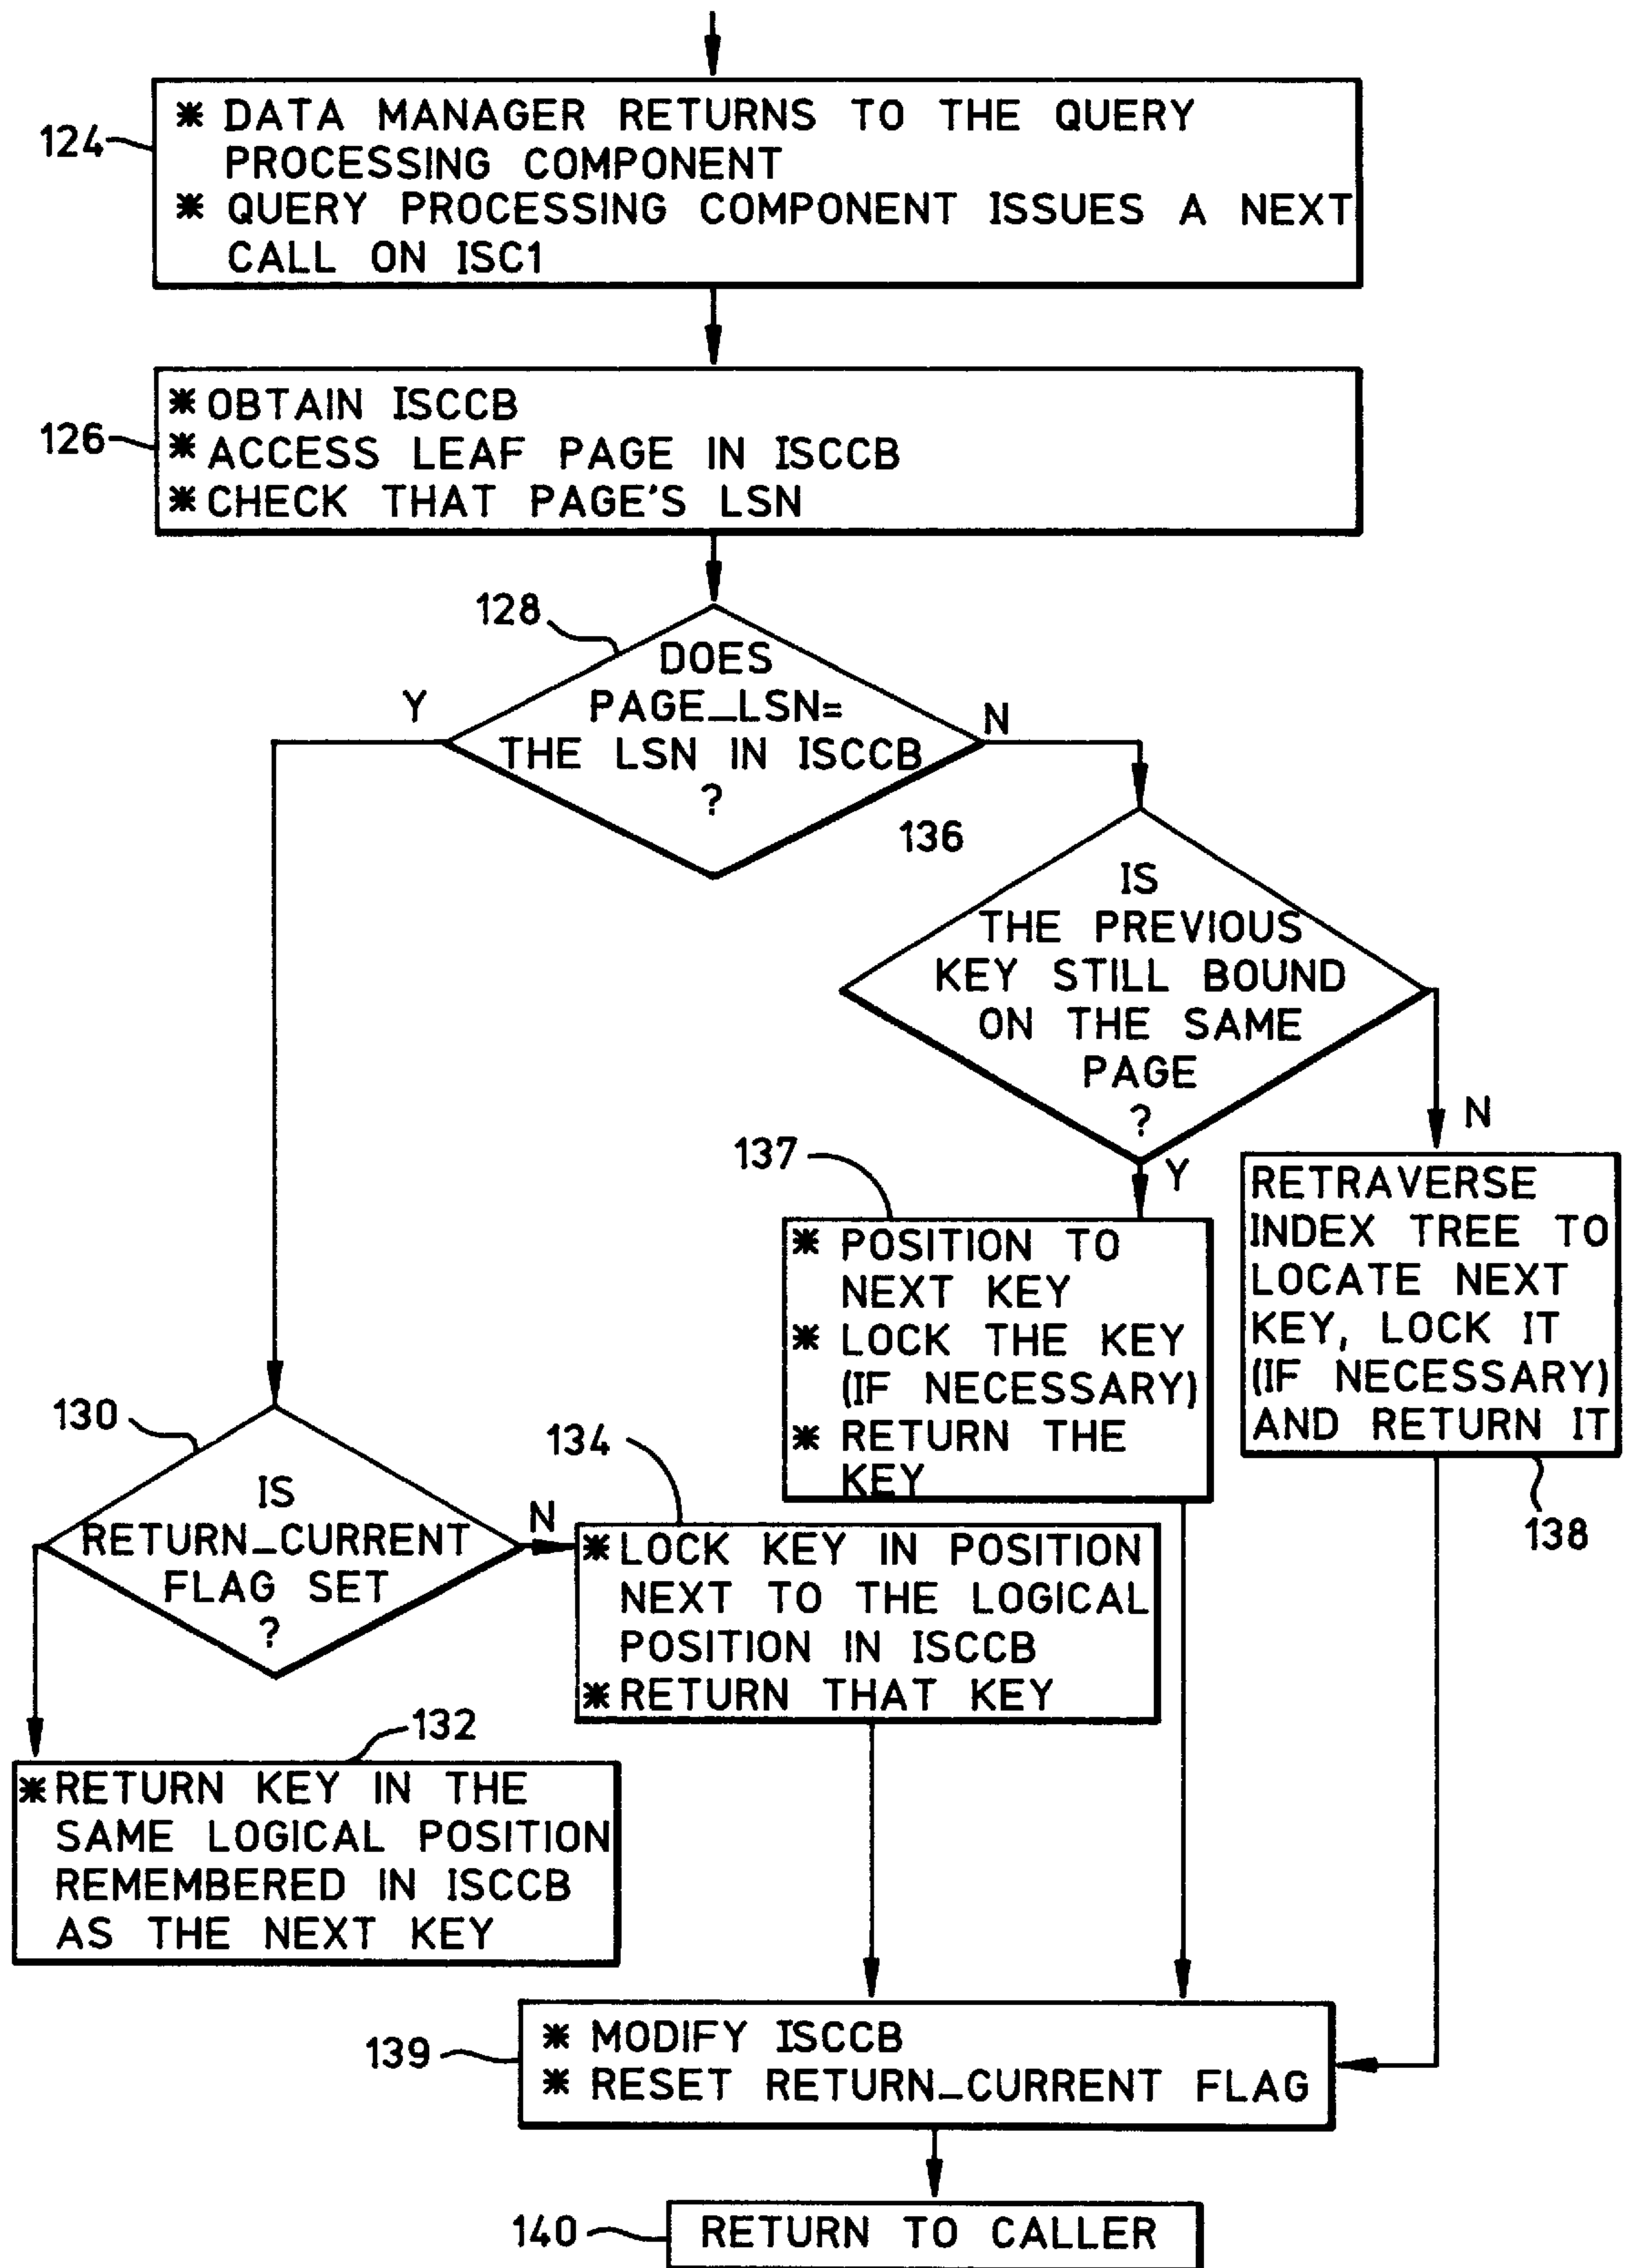 124
* DATA MANAGER RETURNS TO THE QUERY
PROCESSING COMPONENT
* QUERY PROCESSING COMPONENT ISSUES A NEXT
CALL ON ISC1
126
* OBTAIN ISCCB
* ACCESS LEAF PAGE IN ISCCB
* CHECK THAT PAGE'S LSN
128
DOES
PAGE_LSN=
THE LSN IN ISCCB
?
Y
N
136
IS
THE PREVIOUS
KEY STILL BOUND
ON THE SAME
PAGE
?
Y
N
137
* POSITION TO
NEXT KEY
* LOCK THE KEY
(IF NECESSARY)
* RETURN THE
KEY
RETRAVERSE
INDEX TREE TO
LOCATE NEXT
KEY, LOCK IT
(IF NECESSARY)
AND RETURN IT
138
130
IS
RETURN_CURRENT
FLAG SET
?
N
134
* LOCK KEY IN POSITION
NEXT TO THE LOGICAL
POSITION IN ISCCB
* RETURN THAT KEY
132
* RETURN KEY IN THE
SAME LOGICAL POSITION
REMEMBERED IN ISCCB
AS THE NEXT KEY
139
* MODIFY ISCCB
* RESET RETURN_CURRENT FLAG
140
RETURN TO CALLER